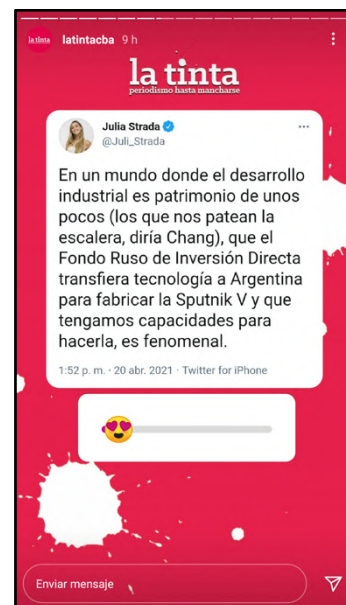 la tinta
latintacba 9 h
la tinta
periodismo hasta mancharse
Julia Strada
@Juli_Strada
En un mundo donde el desarrollo
industrial es patrimonio de unos
pocos (los que nos patean la
escalera, diría Chang), que el
Fondo Ruso de Inversión Directa
transfiera tecnología a Argentina
para fabricar la Sputnik V y que
tengamos capacidades para
hacerla, es fenomenal.
1:52 p. m. · 20 abr. 2021 · Twitter for iPhone
Enviar mensaje